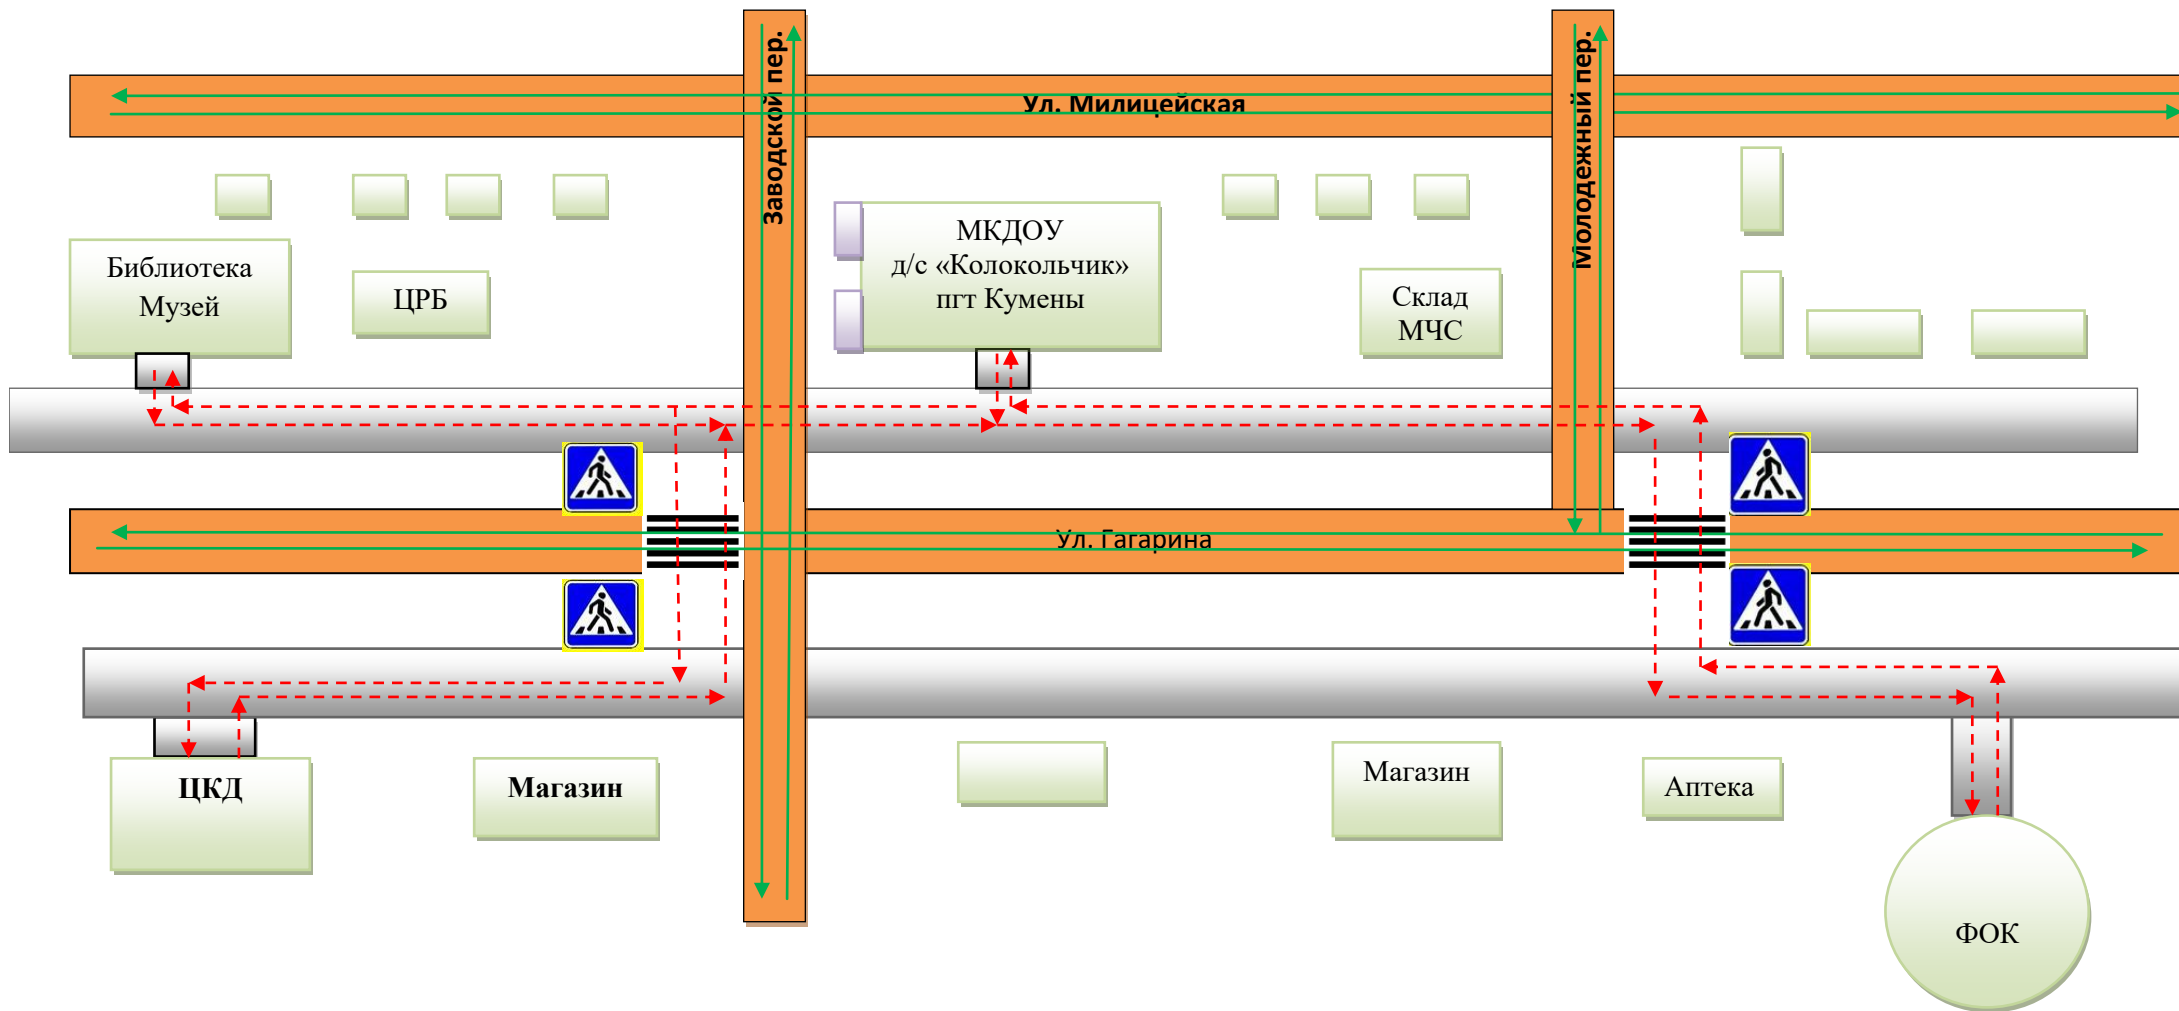 Заводской пер.
Молодежный пер.
Ул. Милицейская
Библиотека
Музей
ЦРБ
МКДОУ
д/с «Колокольчик»
пгт Кумены
Склад
МЧС
Ул. Гагарина
ЦКД
Магазин
Магазин
Аптека
ФОК